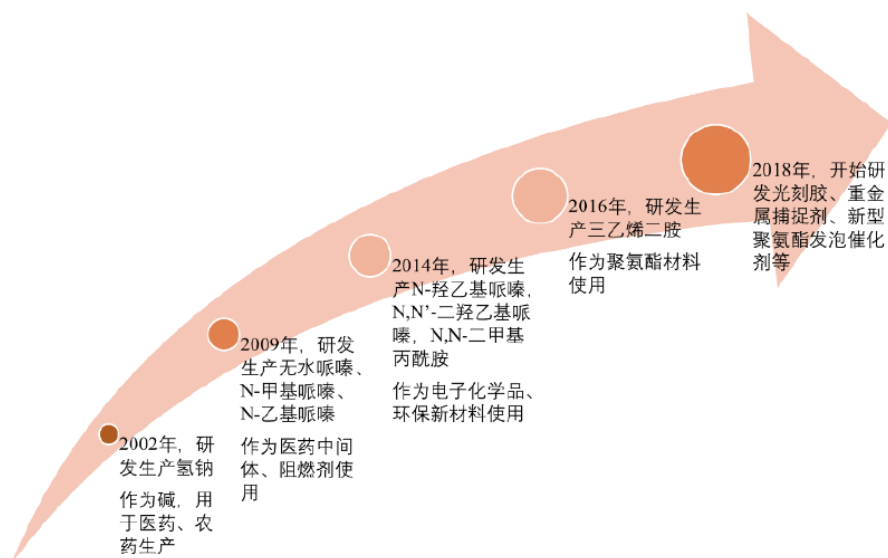 2002年，研
发生产氢钠
作为碱，用
于医药、农
药生产
2009年，研发
生产无水哌嗪、
N-甲基哌嗪、
N-乙基哌嗪
作为医药中间
体、阻燃剂使
用
2014年，研发生
产N-羟乙基哌嗪，
N,N’-二羟乙基哌
嗪，N,N-二甲基
丙酰胺
作为电子化学品、
环保新材料使用
2016年，研发生
产三乙烯二胺
作为聚氨酯材料
使用
2018年，开始研
发光刻胶、重金
属捕捉剂、新型
聚氨酯发泡催化
剂等